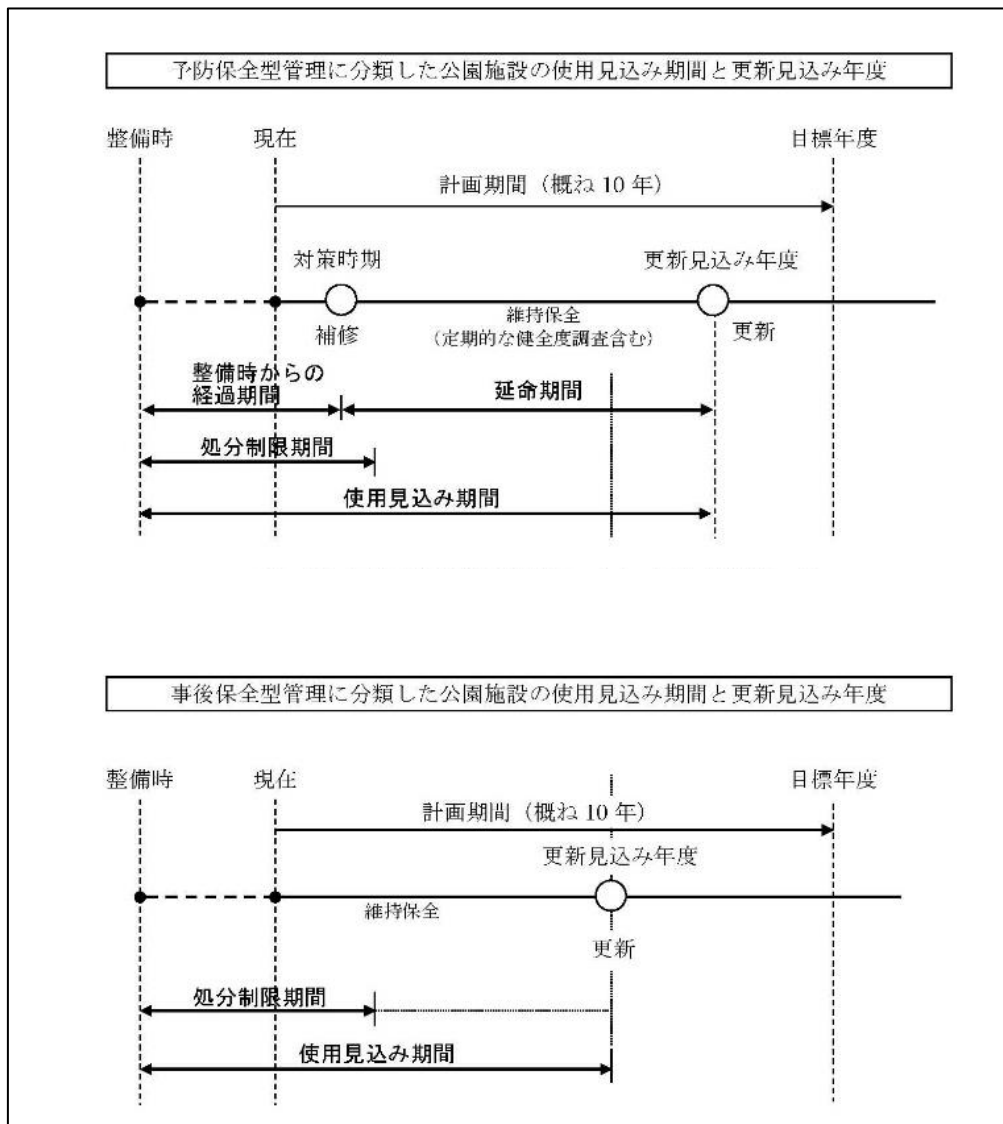 予防保全型管理に分類した公園施設の使用見込み期間と更新見込み年度
整備時
現在
目標年度
計画期間（概ね 10 年）
対策時期
更新見込み年度
補修
維持保全
（定期的な健全度調査含む）
更新
整備時からの
経過期間
延命期間
処分制限期間
使用見込み期間
事後保全型管理に分類した公園施設の使用見込み期間と更新見込み年度
整備時
現在
目標年度
計画期間（概ね 10 年）
更新見込み年度
維持保全
更新
処分制限期間
使用見込み期間